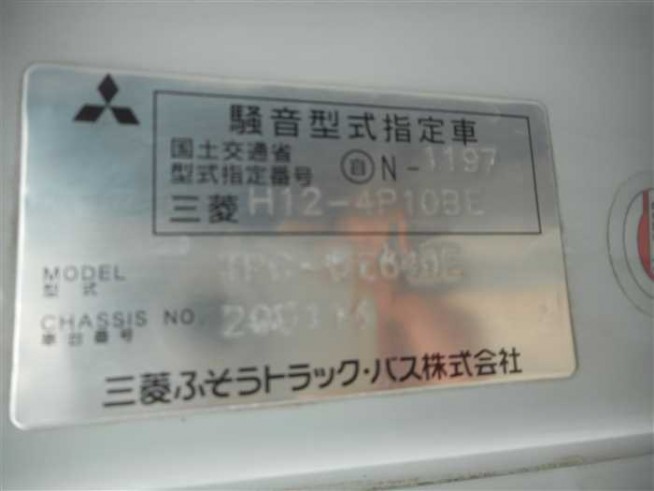 騒音型式指定車
国土交通省
型式指定番号 自 N-1197
三菱 H12-4P10BE
MODEL
型式
CHASSIS NO.
車台番号
三菱ふそうトラック・バス株式会社